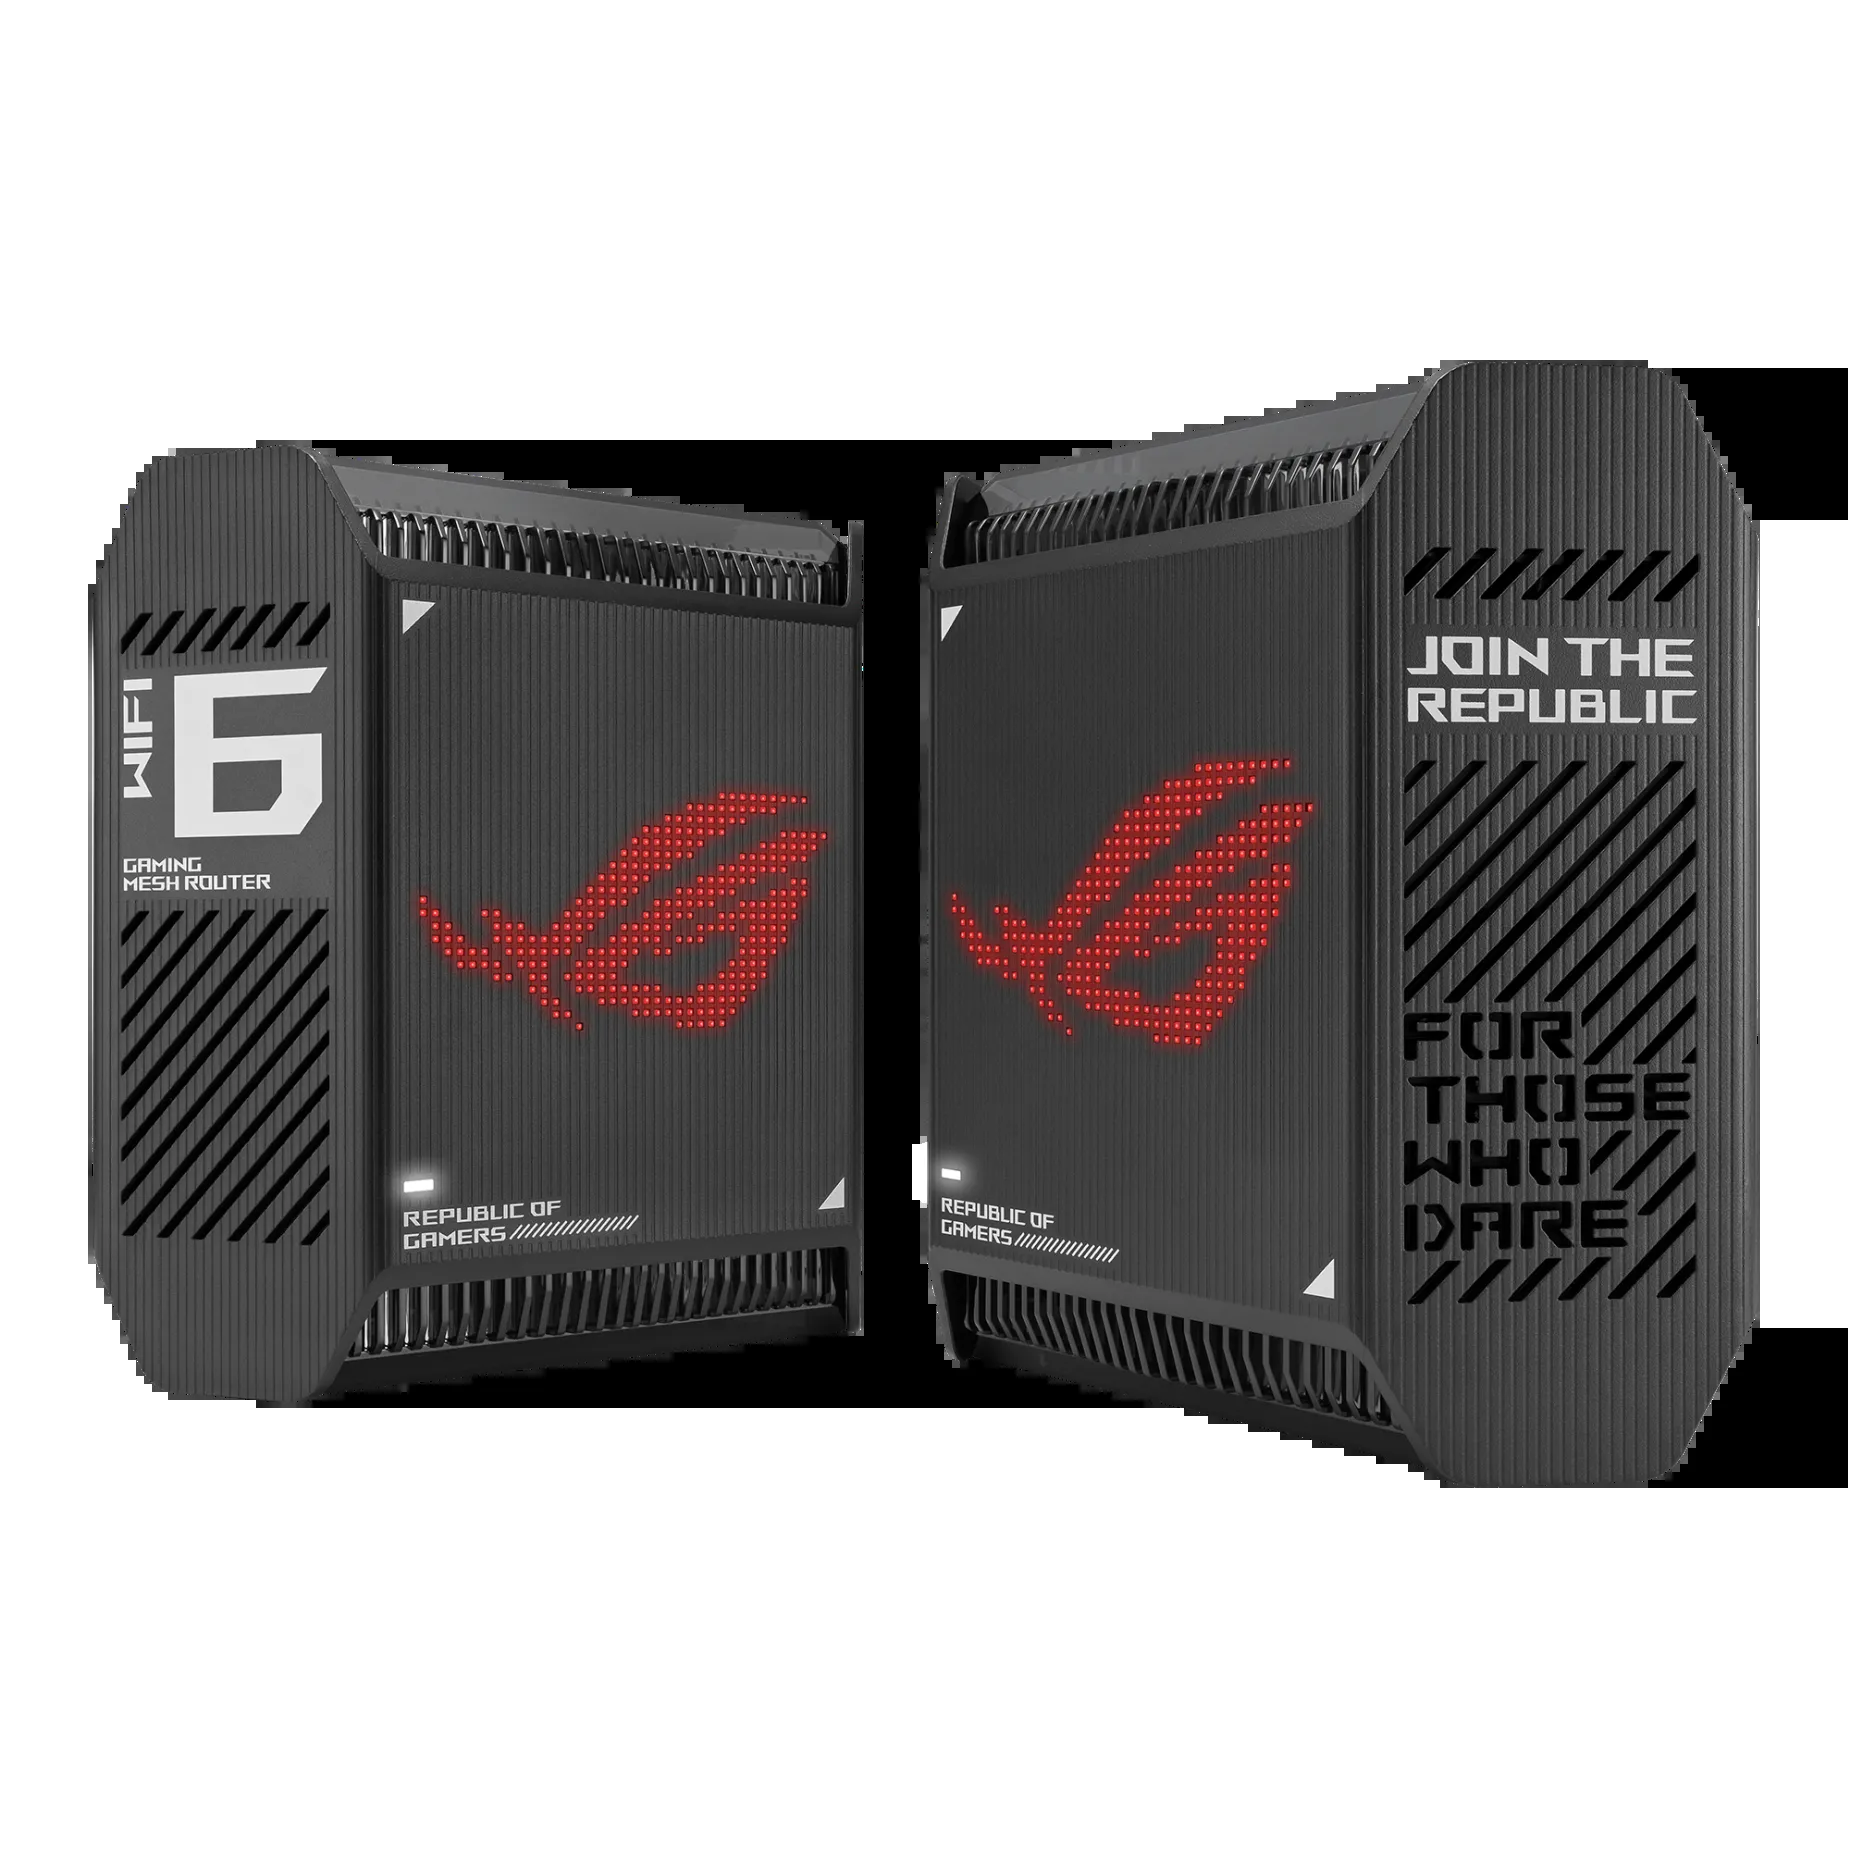 WIFI
6
GAMING
MESH ROUTER
REPUBLIC OF
GAMERS
REPUBLIC OF
GAMERS
JOIN THE
REPUBLIC
FOR
THOSE
WHO
DARE